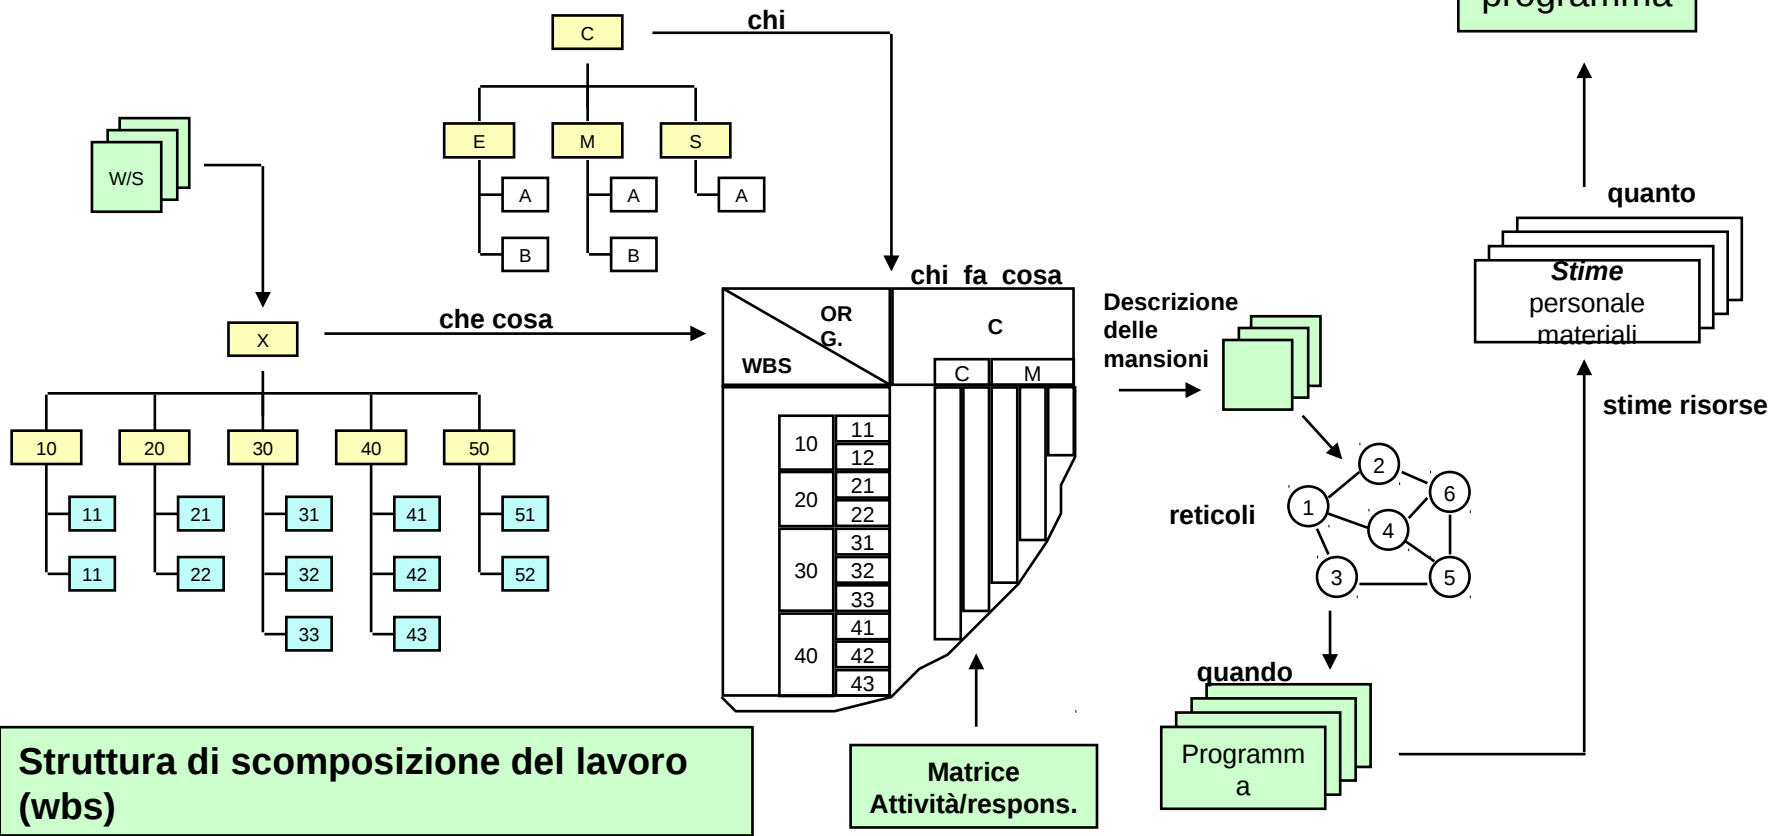 programma
chi
C
E
M
S
A
A
A
B
B
W/S
X
che cosa
10
20
30
40
50
11
21
31
41
51
11
22
32
42
52
33
43
chi fa cosa
OR
G.
WBS
C
C
M
10
11
12
20
21
22
30
31
32
33
40
41
42
43
Descrizione
delle
mansioni
reticoli
1
2
6
4
3
5
quando
Programm
a
quanto
Stime
personale
materiali
stime risorse
Matrice
Attività/respons.
Struttura di scomposizione del lavoro
(wbs)